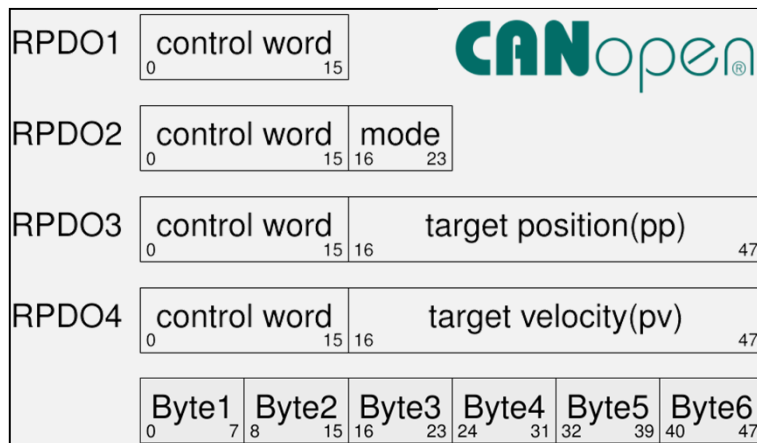 RPDO1 control word
0 15
CANopen®
RPDO2 control word mode
0 15 16 23
RPDO3 control word target position(pp)
0 15 16 47
RPDO4 control word target velocity(pv)
0 15 16 47
Byte1 Byte2 Byte3 Byte4 Byte5 Byte6
0 7 8 15 16 23 24 31 32 39 40 47